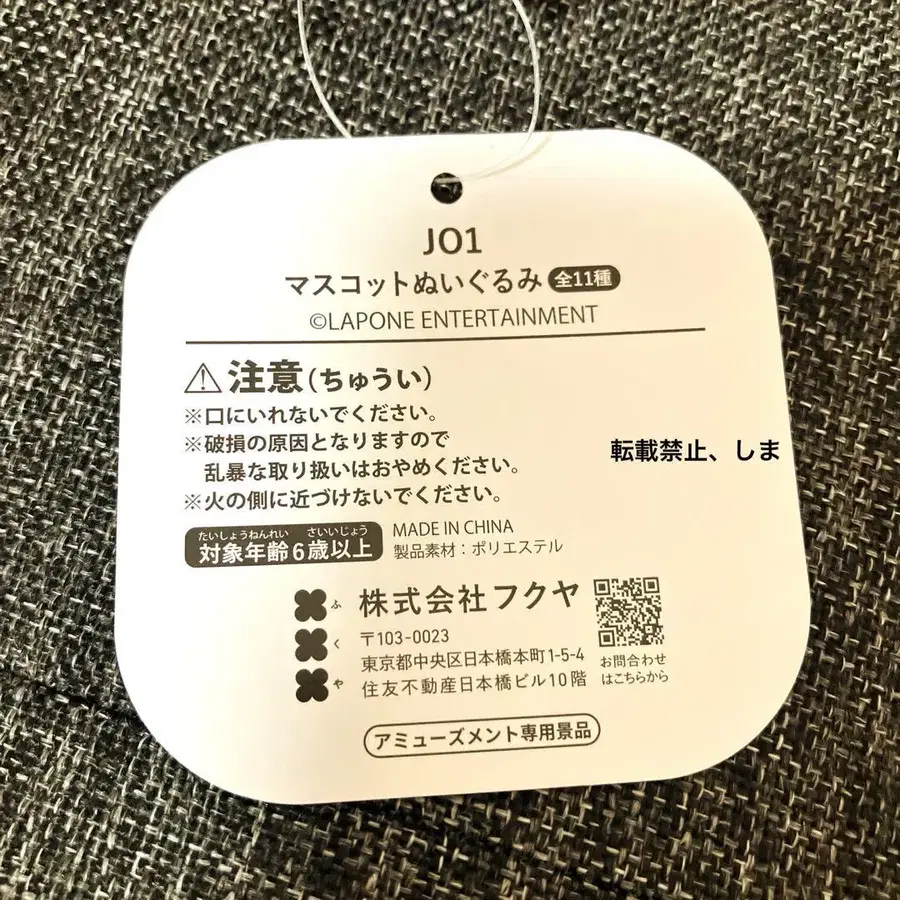 JO1
マスコットぬいぐるみ 全11種
©LAPONE ENTERTAINMENT
⚠注意(ちゅうい)
※口にいれないでください。
※破損の原因となりますので
乱暴な取り扱いはおやめください。
※火の側に近づけないでください。
転載禁止、しま
たいしょうねんれい さいいじょう
対象年齢6歳以上
MADE IN CHINA
製品素材:ポリエステル
ふくや
株式会社フクヤ
〒103-0023
東京都中央区日本橋本町1-5-4
住友不動産日本橋ビル10階
お問合わせ
はこちらから
アミューズメント専用景品